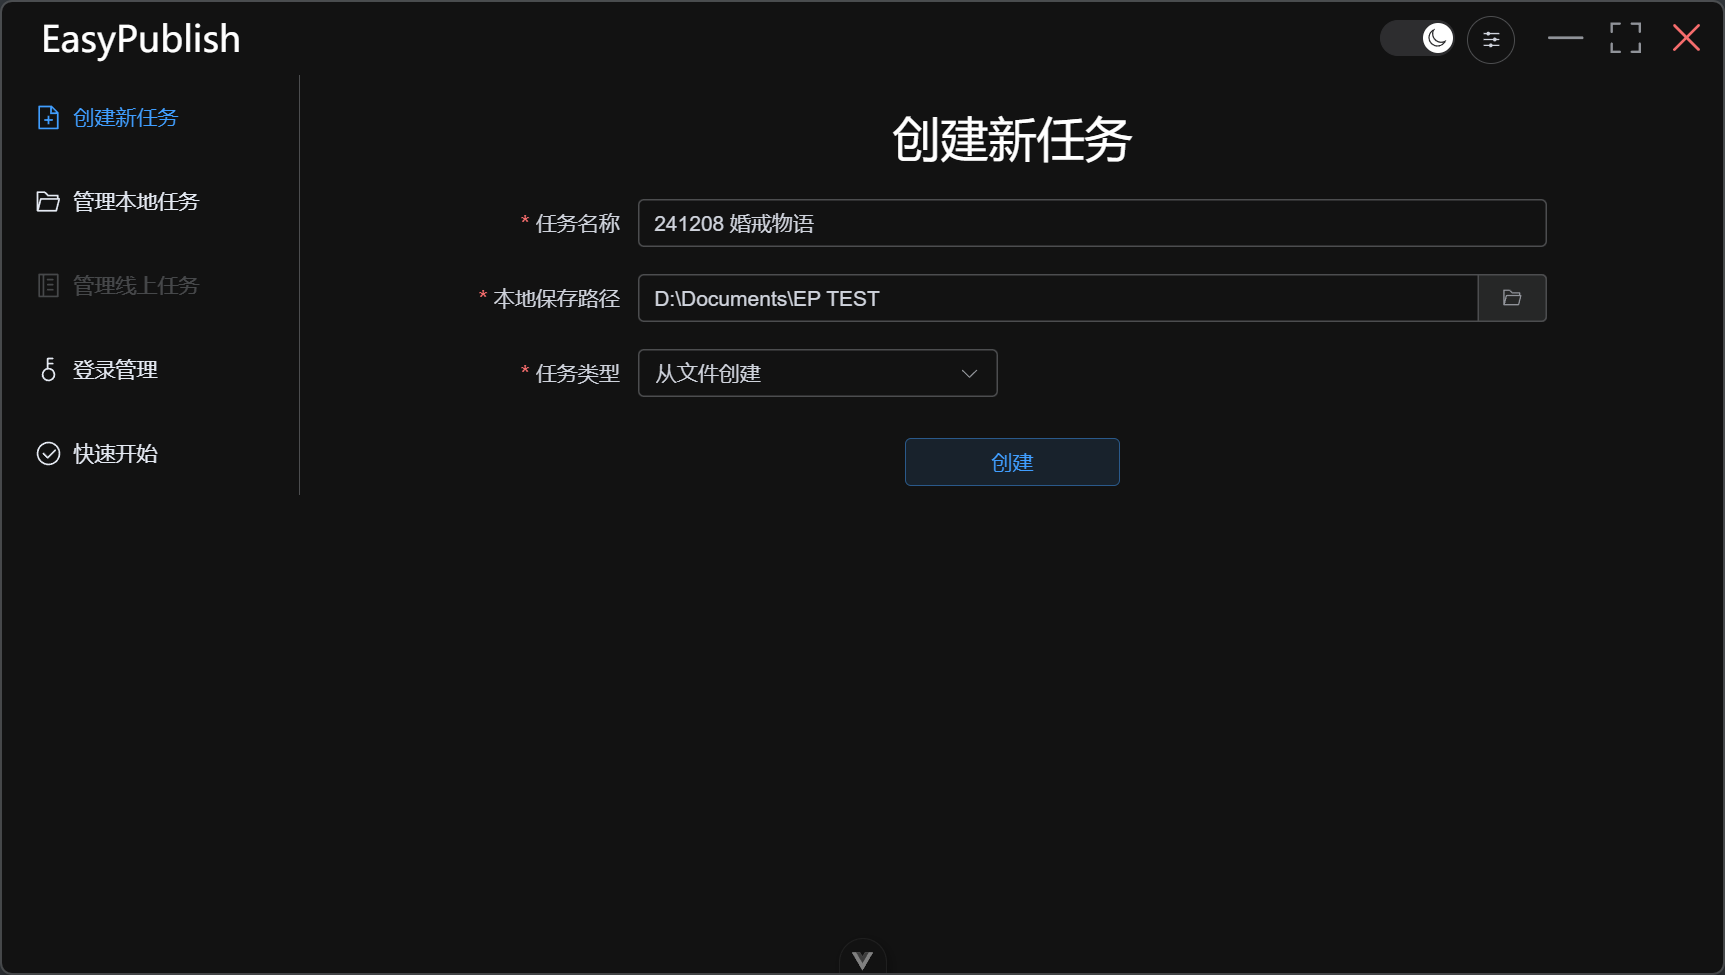 EasyPublish
创建新任务
管理本地任务
管理线上任务
登录管理
快速开始
创建新任务
* 任务名称 241208 婚戒物语
* 本地保存路径 D:\Documents\EP TEST
* 任务类型 从文件创建
创建